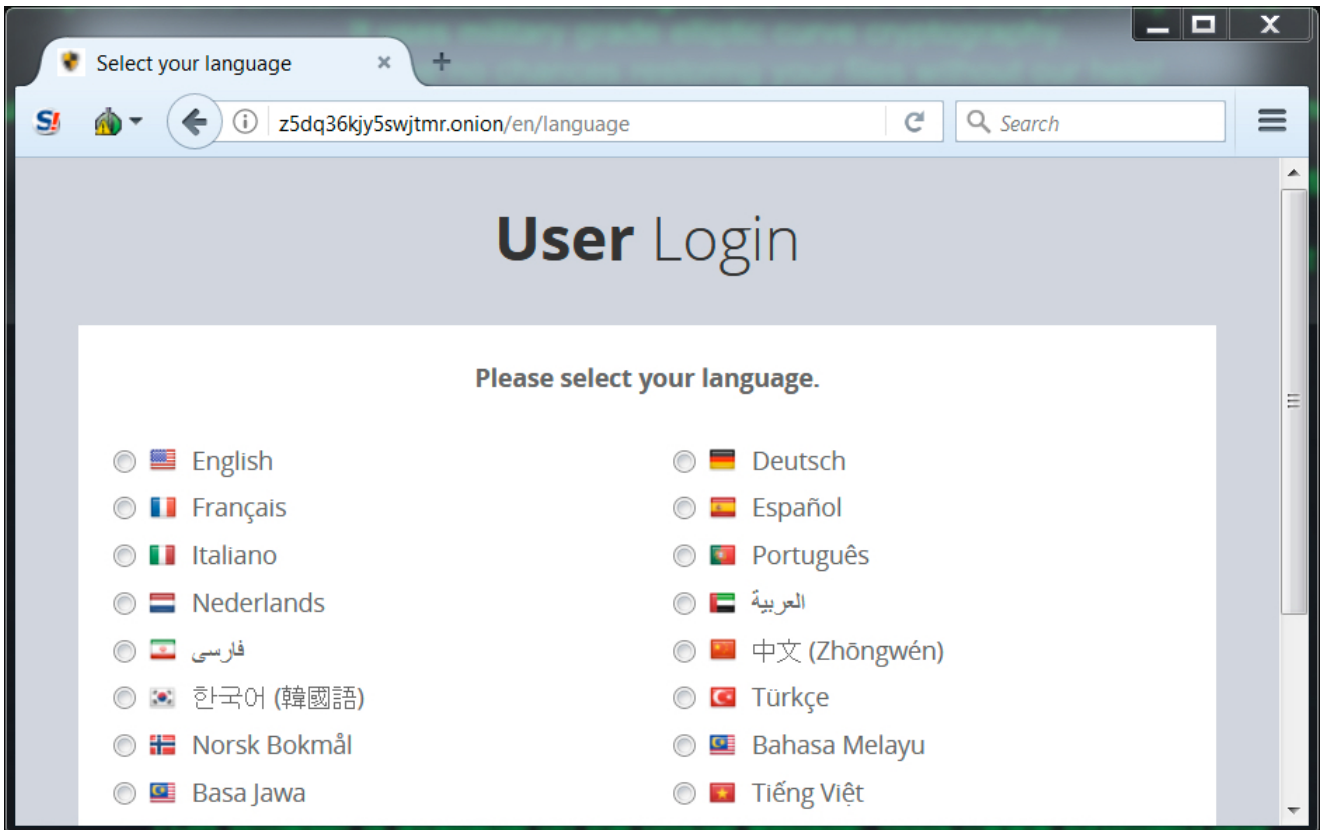 Select your language
z5dq36kjy5swjtmr.onion/en/language
Search
User Login
Please select your language.
English
Deutsch
Français
Español
Italiano
Português
Nederlands
العربية
فارسی
中文 (Zhōngwén)
한국어 (韓國語)
Türkçe
Norsk Bokmål
Bahasa Melayu
Basa Jawa
Tiếng Việt